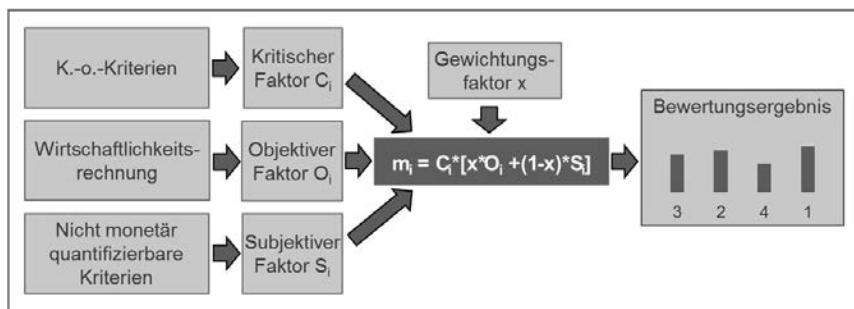 K.-o.-Kriterien
Kritischer
Faktor Cᵢ
Gewichtungs-
faktor x
Wirtschaftlichkeits-
rechnung
Objektiver
Faktor Oᵢ
mᵢ = Cᵢ*[x*Oᵢ +(1-x)*Sᵢ]
Bewertungsergebnis
3 2 4 1
Nicht monetär
quantifizierbare
Kriterien
Subjektiver
Faktor Sᵢ